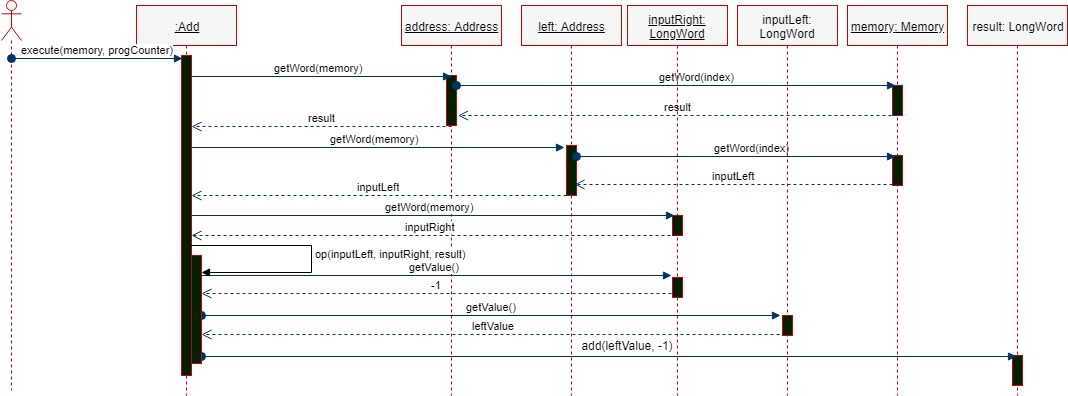 :Add
address: Address
left: Address
inputRight:
LongWord
inputLeft:
LongWord
memory: Memory
result: LongWord
execute(memory, progCounter)
getWord(memory)
getWord(index)
result
result
getWord(memory)
getWord(index)
inputLeft
inputLeft
getWord(memory)
inputRight
op(inputLeft, inputRight, result)
getValue()
-1
getValue()
leftValue
add(leftValue, -1)